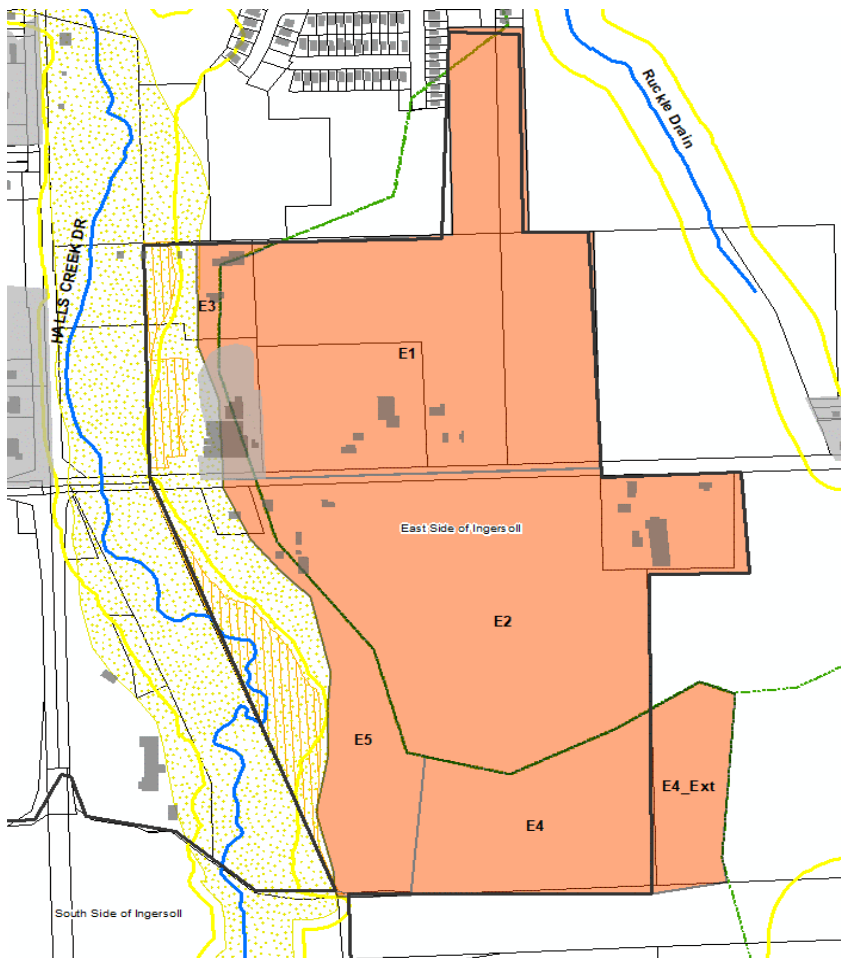 Ruckle Drain
HALLS CREEK DR
E3
E1
East Side of Ingersoll
E2
E5
E4_Ext
E4
South Side of Ingersoll